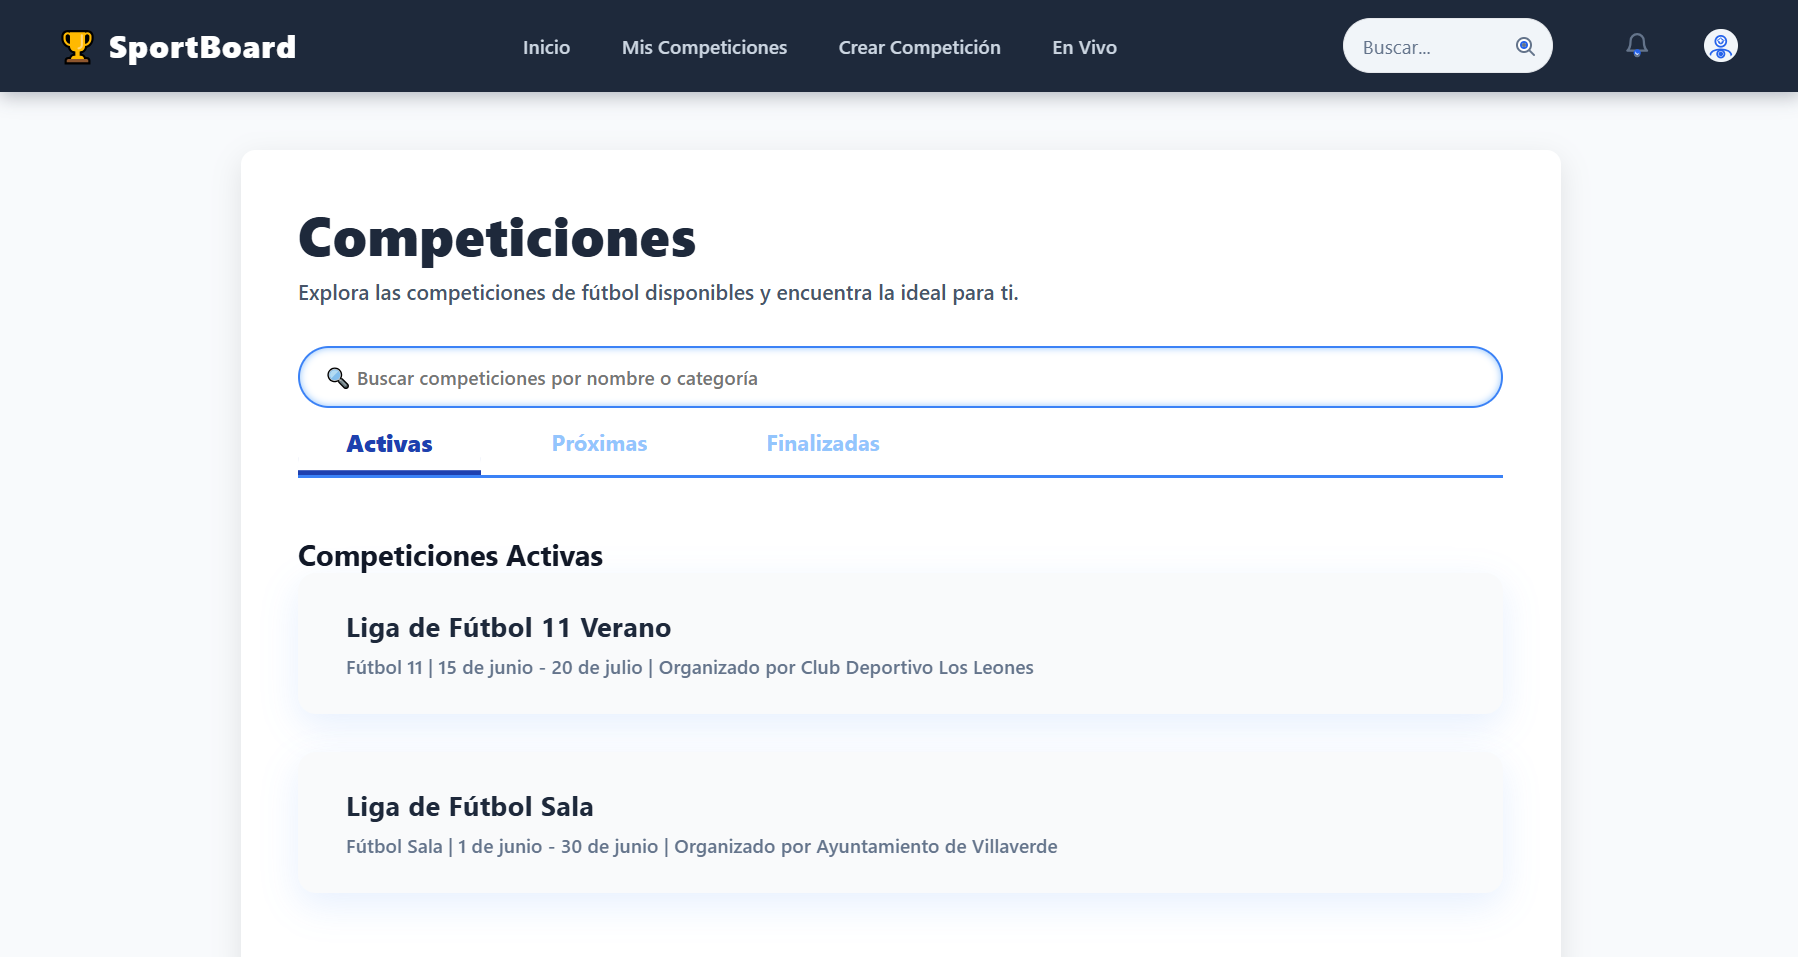 SportBoard
Inicio
Mis Competiciones
Crear Competición
En Vivo
Buscar...
Competiciones
Explora las competiciones de fútbol disponibles y encuentra la ideal para ti.
Buscar competiciones por nombre o categoría
Activas
Próximas
Finalizadas
Competiciones Activas
Liga de Fútbol 11 Verano
Fútbol 11 | 15 de junio - 20 de julio | Organizado por Club Deportivo Los Leones
Liga de Fútbol Sala
Fútbol Sala | 1 de junio - 30 de junio | Organizado por Ayuntamiento de Villaverde